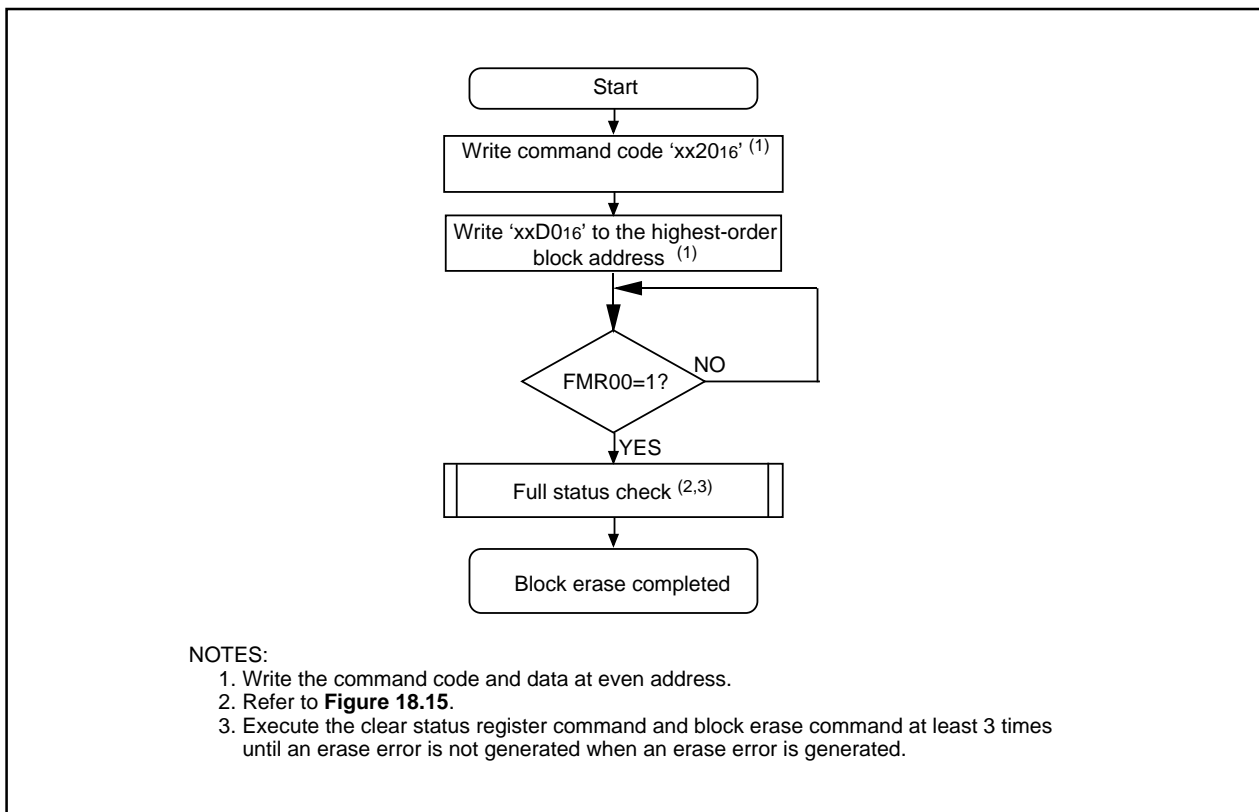 Start
Write command code ‘xx2016’ (1)
Write ‘xxD016’ to the highest-order
block address (1)
FMR00=1?
NO
YES
Full status check (2,3)
Block erase completed
NOTES:
1. Write the command code and data at even address.
2. Refer to Figure 18.15.
3. Execute the clear status register command and block erase command at least 3 times
until an erase error is not generated when an erase error is generated.